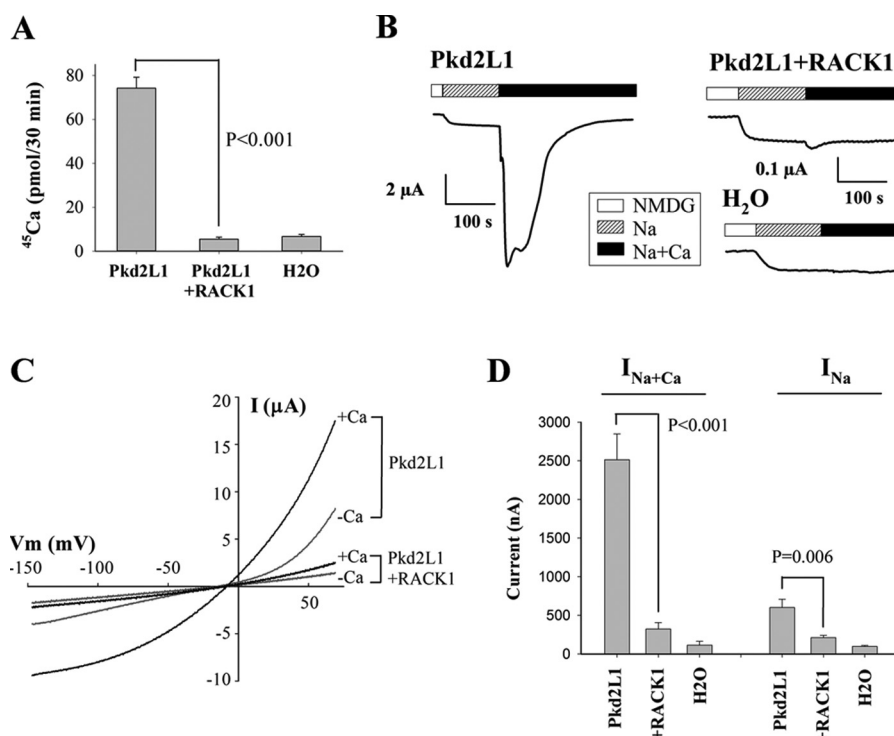 A
⁴⁵Ca (pmol/30 min)
80
60
40
20
0
P<0.001
Pkd2L1
Pkd2L1
+RACK1
H2O
B
Pkd2L1
2 μA
100 s
NMDG
Na
Na+Ca
Pkd2L1+RACK1
0.1 μA
100 s
H₂O
C
I (μA)
20
15
10
5
-5
-10
Vm (mV)
-150
-100
-50
50
+Ca
-Ca
Pkd2L1
+Ca
-Ca
Pkd2L1
+RACK1
D
I Na+Ca
I Na
Current (nA)
3000
2500
2000
1500
1000
500
0
P<0.001
P=0.006
Pkd2L1
+RACK1
H2O
Pkd2L1
+RACK1
H2O